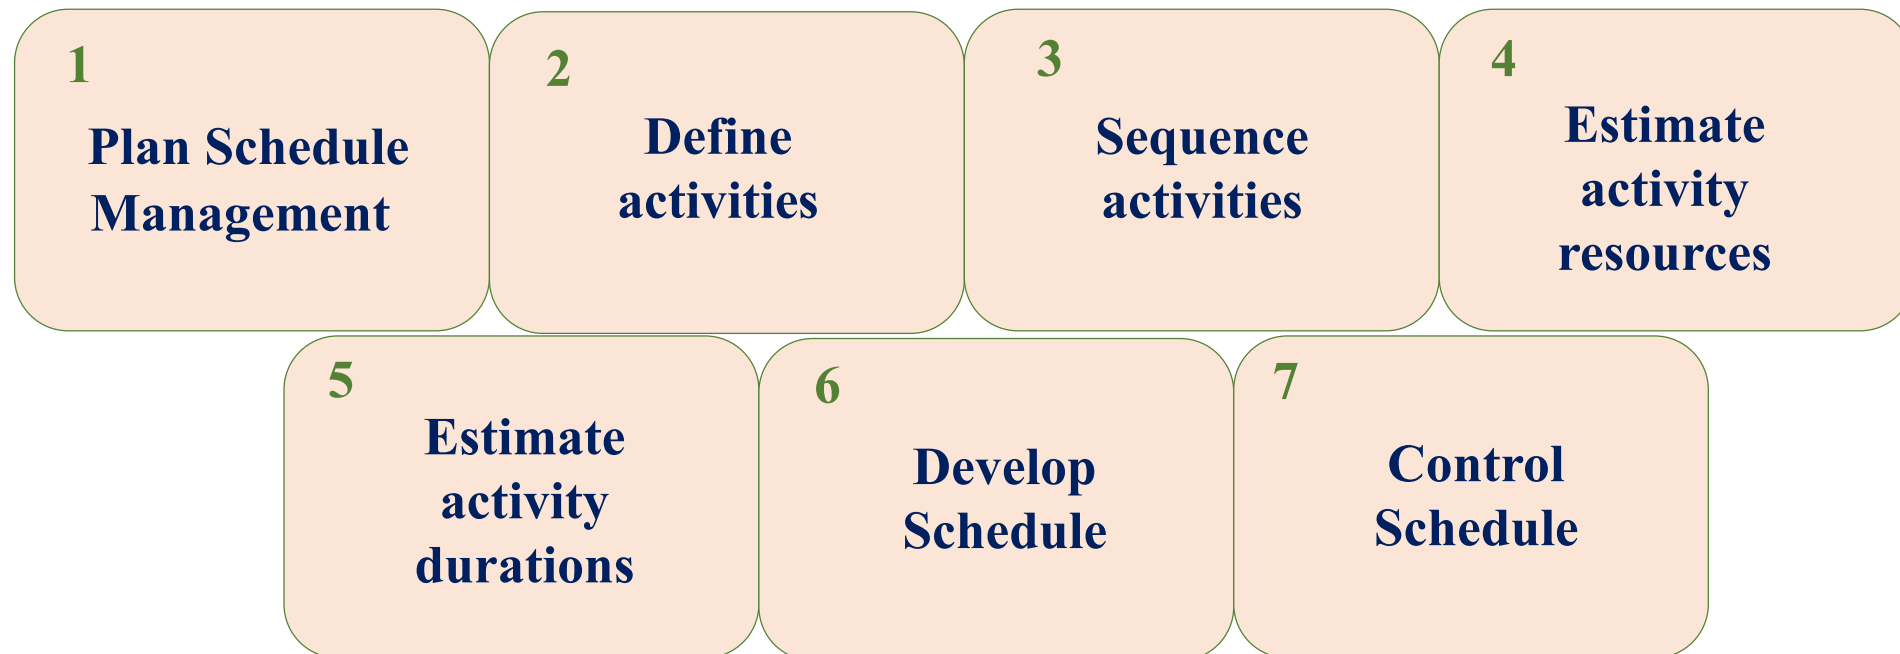 1
Plan Schedule
Management
2
Define
activities
3
Sequence
activities
4
Estimate
activity
resources
5
Estimate
activity
durations
6
Develop
Schedule
7
Control
Schedule